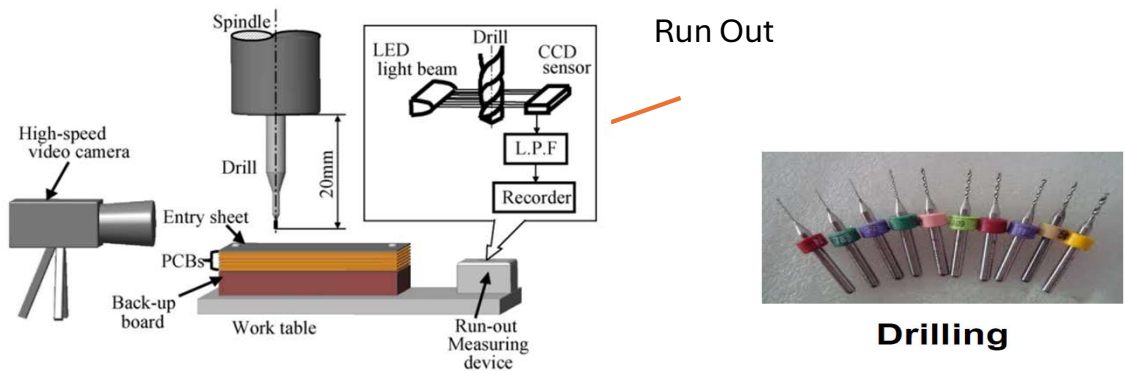 Spindle
Drill
20mm
High-speed
video camera
Entry sheet
PCBs
Back-up
board
Work table
Run-out
Measuring
device
LED
light beam
Drill
CCD
sensor
L.P.F
Recorder
Run Out
Drilling